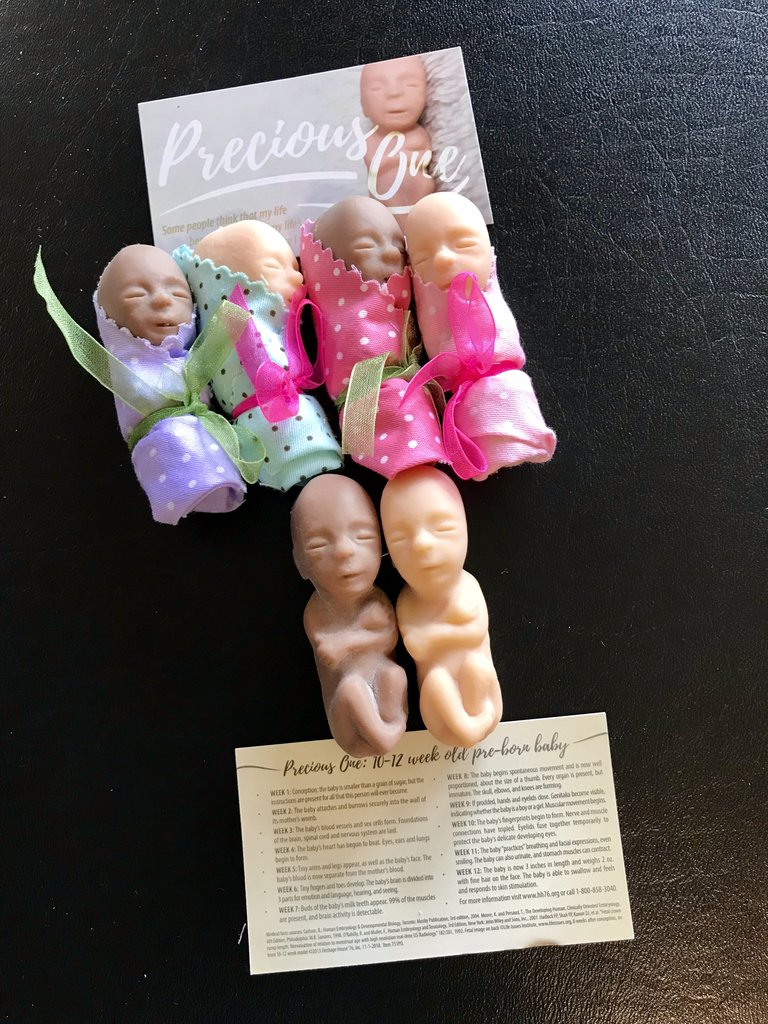 Precious
One
Some people think that my life
my life
Precious One: 10-12 week old pre-born baby
WEEK 1: Conception; the baby is smaller than a grain of sugar, but the
instructions are present for all that this person will ever become.
WEEK 2: The baby attaches and burrows securely into the wall of
its mother's womb.
WEEK 3: The baby's blood vessels and sex cells form. Foundations
of the brain, spinal cord and nervous system are laid.
WEEK 4: The baby's heart has begun to beat. Eyes, ears and lungs
begin to form.
WEEK 5: Tiny arms and legs appear, as well as the baby's face. The
baby's blood is now separate from the mother's blood.
WEEK 6: Tiny fingers and toes develop. The baby's brain is divided into
3 parts for emotion and language, hearing, and seeing.
WEEK 7: Buds of the baby's milk teeth appear. 99% of the muscles
are present, and brain activity is detectable.
WEEK 8: The baby begins spontaneous movement and is now well
proportioned, about the size of a thumb. Every organ is present, but
immature. The skull, elbows, and knees are forming.
WEEK 9: If prodded, hands and eyelids close. Genitalia become visible,
indicating whether the baby is a boy or a girl. Muscular movement begins.
WEEK 10: The baby's fingerprints begin to form. Nerve and muscle
connections have tripled. Eyelids fuse together temporarily to
protect the baby's delicate developing eyes.
WEEK 11: The baby "practices" breathing and facial expressions, even
smiling. The baby can also urinate, and stomach muscles can contract.
WEEK 12: The baby is now 3 inches in length and weighs 2 oz.
with fine hair on the face. The baby is able to swallow and feels
and responds to skin stimulation.
For more information visit www.hh76.org or call 1-800-858-3040.